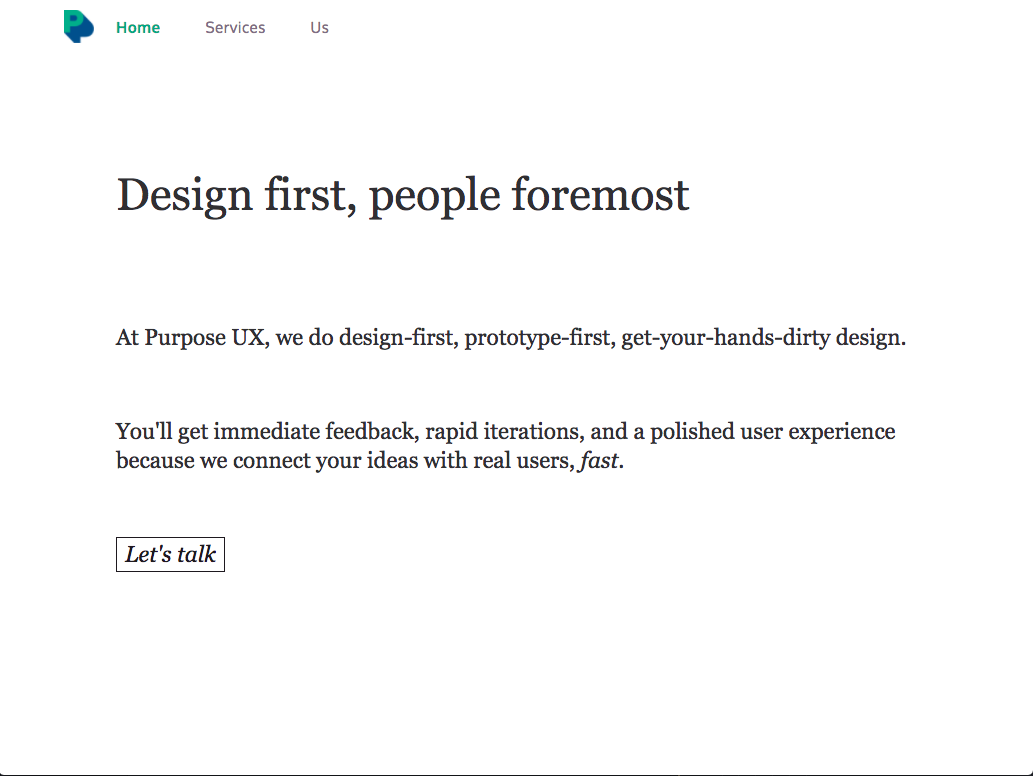 Home Services Us
Design first, people foremost
At Purpose UX, we do design-first, prototype-first, get-your-hands-dirty design.
You'll get immediate feedback, rapid iterations, and a polished user experience
because we connect your ideas with real users, fast.
Let's talk